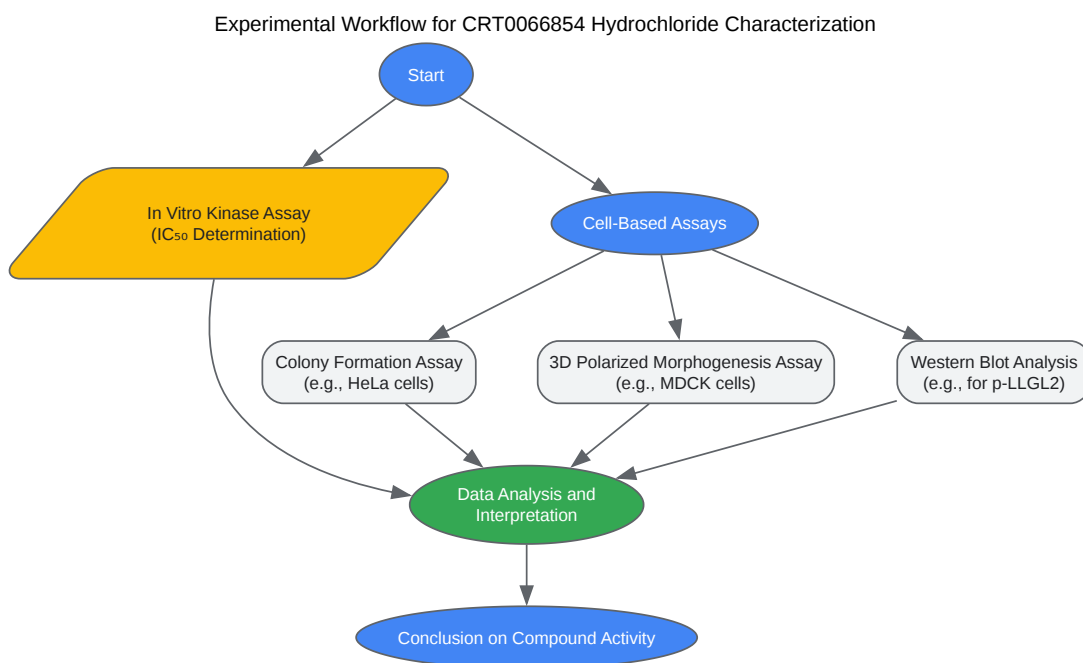 Experimental Workflow for CRT0066854 Hydrochloride Characterization
Start
In Vitro Kinase Assay
(IC₅₀ Determination)
Cell-Based Assays
Colony Formation Assay
(e.g., HeLa cells)
3D Polarized Morphogenesis Assay
(e.g., MDCK cells)
Western Blot Analysis
(e.g., for p-LLGL2)
Data Analysis and
Interpretation
Conclusion on Compound Activity